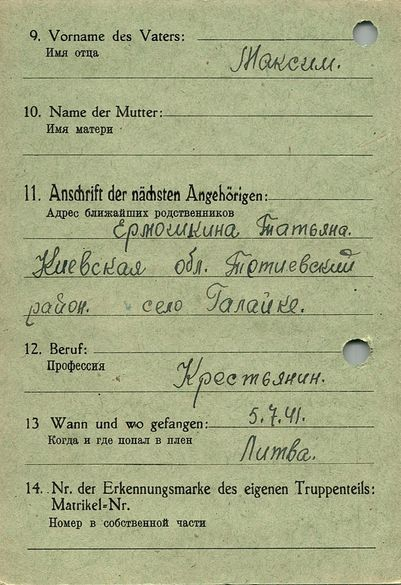 9. Vorname des Vaters:
Имя отца
Максим.
10. Name der Mutter:
Имя матери
11. Anschrift der nächsten Angehörigen:
Адрес ближайших родственников
Ермошкина Татьяна.
Киевская обл. Тотиевский
район. село Галайке.
12. Beruf:
Профессия
Крестьянин.
13 Wann und wo gefangen: 5.7.41.
Когда и где попал в плен
Литва.
14. Nr. der Erkennungsmarke des eigenen Truppenteils:
Matrikel=Nr.
Номер в собственной части